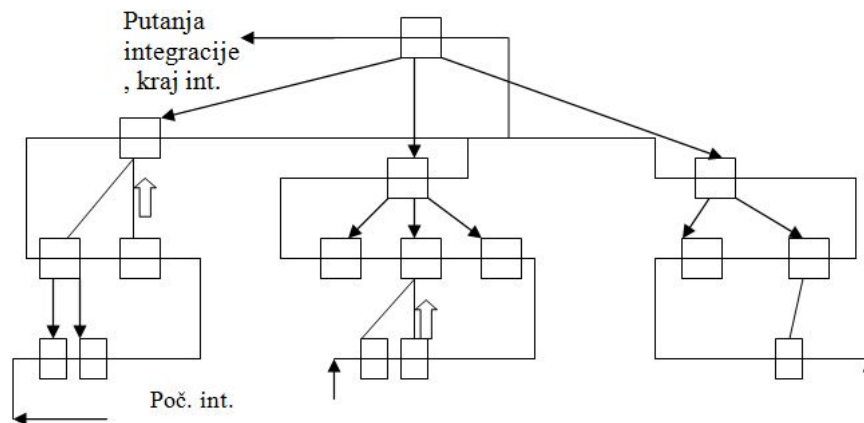 Putanja
integracije
, kraj int.
Poč. int.